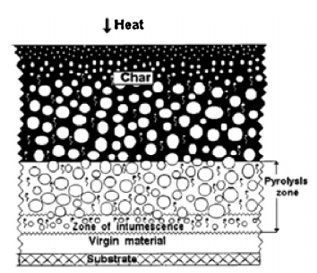 Heat
Char
Pyrolysis
zone
Zone of intumescence
Virgin material
Substrate